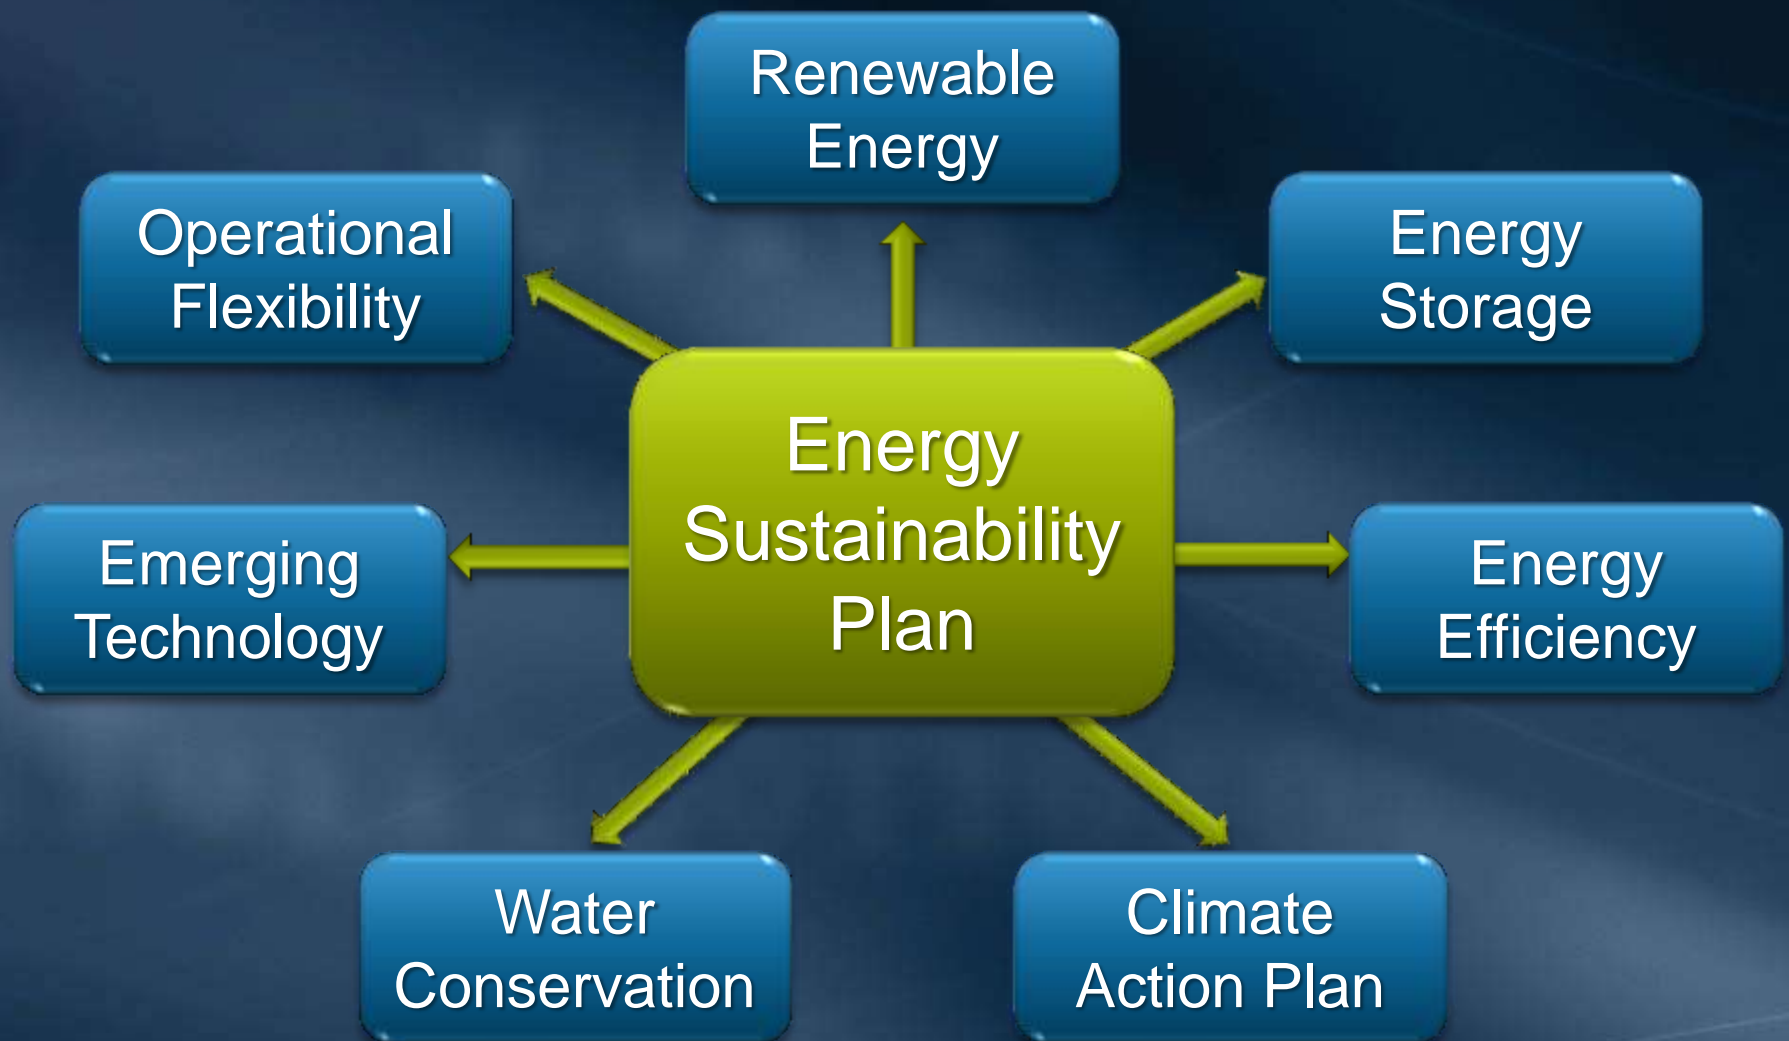 Renewable
Energy
Operational
Flexibility
Energy
Storage
Energy
Sustainability
Plan
Emerging
Technology
Energy
Efficiency
Water
Conservation
Climate
Action Plan